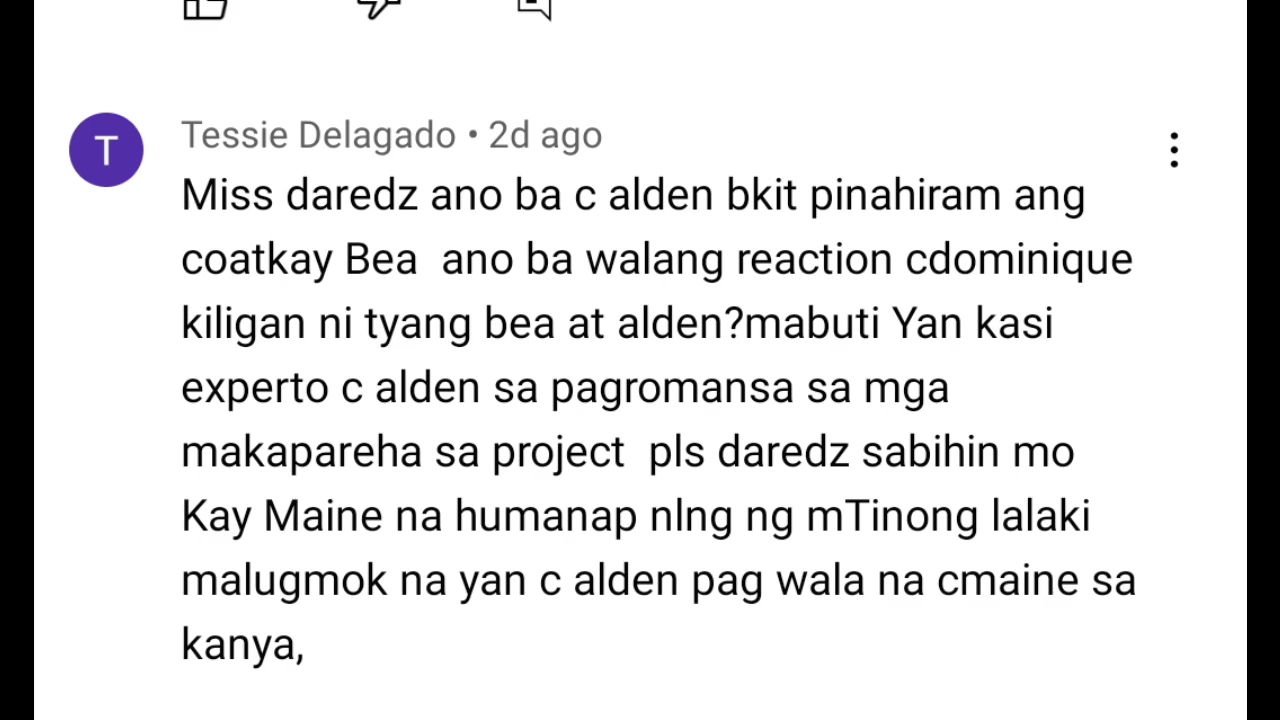 T
Tessie Delagado • 2d ago
Miss daredz ano ba c alden bkit pinahiram ang
coatkay Bea  ano ba walang reaction cdominique
kiligan ni tyang bea at alden?mabuti Yan kasi
experto c alden sa pagromansa sa mga
makapareha sa project  pls daredz sabihin mo
Kay Maine na humanap nlng ng mTinong lalaki
malugmok na yan c alden pag wala na cmaine sa
kanya,